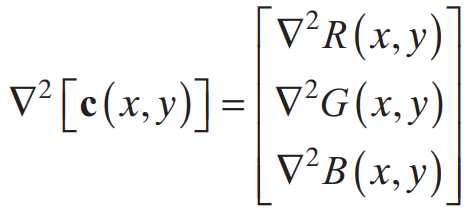 ∇²[c(x,y)] = [∇²R(x,y)
∇²G(x,y)
∇²B(x,y)]